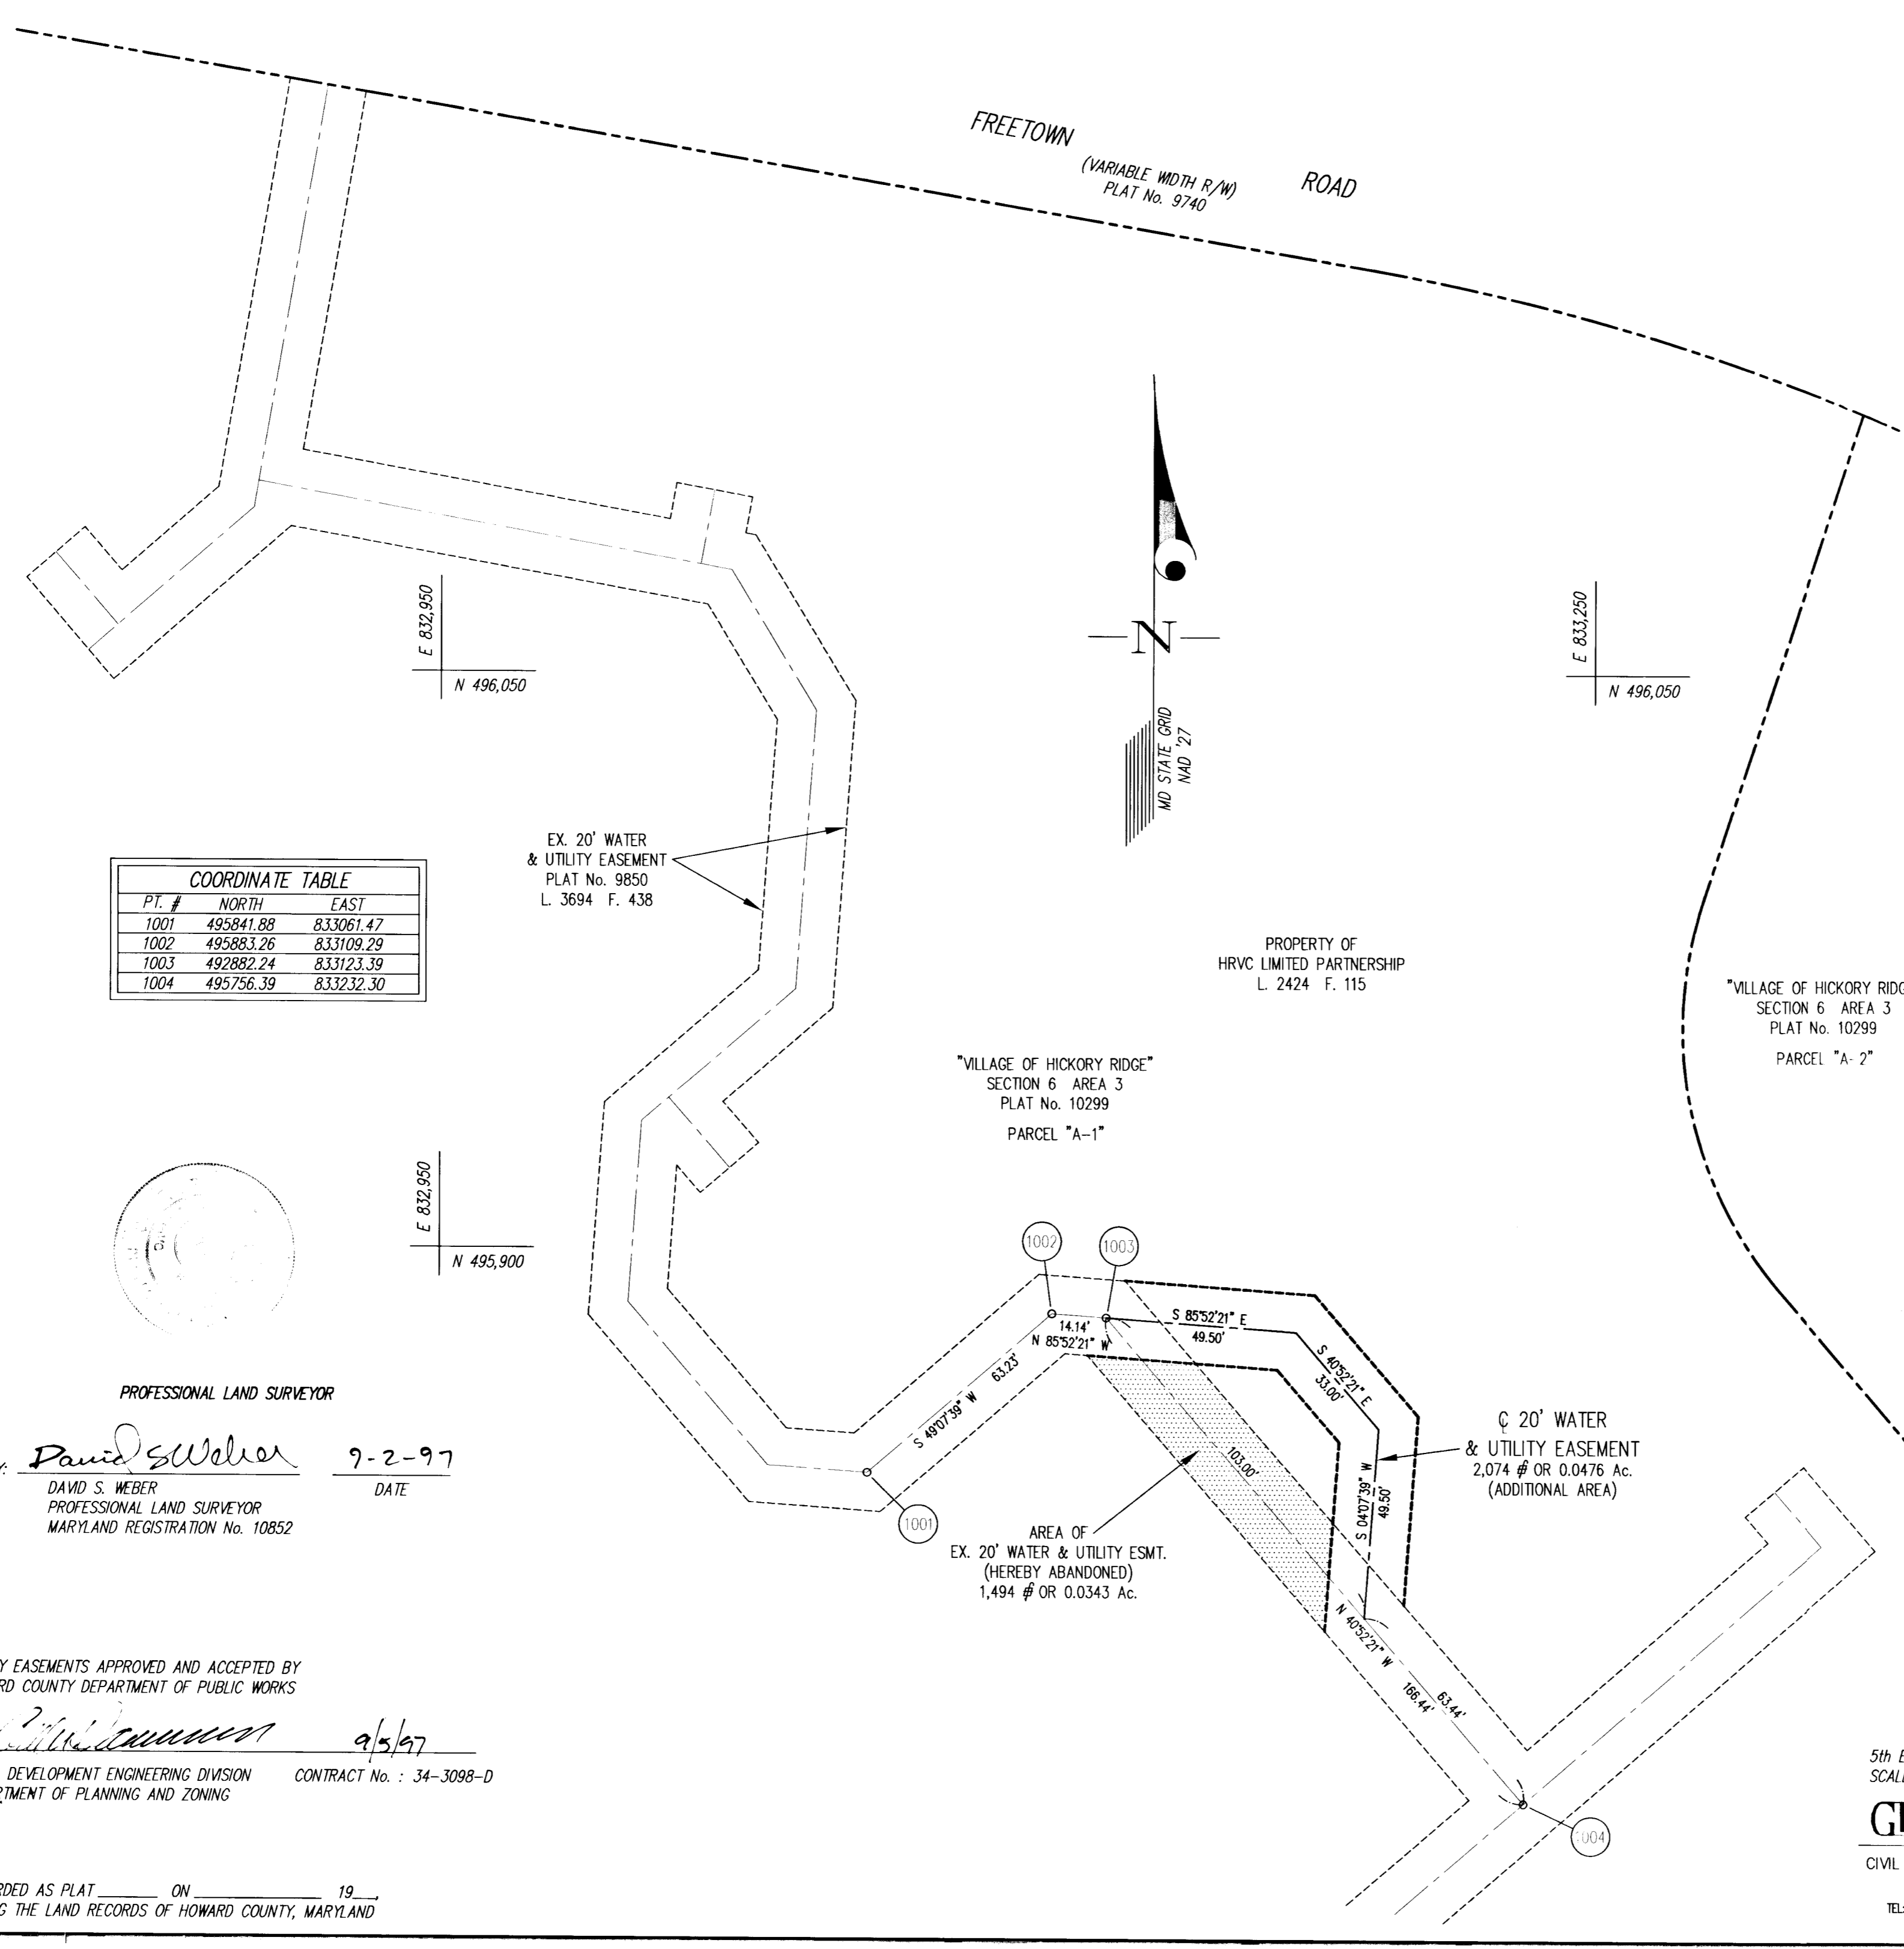 FREETOWN
ROAD
(VARIABLE WIDTH R/W)
PLAT No. 9740
E 832,950
N 496,050
N
MD STATE GRID
NAD '27
E 833,250
N 496,050
EX. 20' WATER
& UTILITY EASEMENT
PLAT No. 9850
L. 3694 F. 438
COORDINATE TABLE
PT. # NORTH EAST
1001 495841.88 833061.47
1002 495883.26 833109.29
1003 492882.24 833123.39
1004 495756.39 833232.30
PROPERTY OF
HRVC LIMITED PARTNERSHIP
L. 2424 F. 115
"VILLAGE OF HICKORY RIDG
SECTION 6 AREA 3
PLAT No. 10299
PARCEL "A-2"
"VILLAGE OF HICKORY RIDGE"
SECTION 6 AREA 3
PLAT No. 10299
PARCEL "A-1"
E 832,950
N 495,900
1002
1003
14.14'
N 85°52'21" W
S 85°52'21" E
49.50'
S 40°52'21" E
33.00'
S 49°07'39" W 63.23'
S 04°07'39" W
49.50'
103.00'
℄ 20' WATER
& UTILITY EASEMENT
2,074 ⏍ OR 0.0476 Ac.
(ADDITIONAL AREA)
1001
AREA OF
EX. 20' WATER & UTILITY ESMT.
(HEREBY ABANDONED)
1,494 ⏍ OR 0.0343 Ac.
N 40°52'21" W
166.44'
63.44'
1004
PROFESSIONAL LAND SURVEYOR
David S Weber 9-2-97
DAVID S. WEBER DATE
PROFESSIONAL LAND SURVEYOR
MARYLAND REGISTRATION No. 10852
Y EASEMENTS APPROVED AND ACCEPTED BY
RD COUNTY DEPARTMENT OF PUBLIC WORKS
9/5/97
DEVELOPMENT ENGINEERING DIVISION CONTRACT No. : 34-3098-D
RTMENT OF PLANNING AND ZONING
RDED AS PLAT ______ ON ____________ 19__,
G THE LAND RECORDS OF HOWARD COUNTY, MARYLAND
5th E
SCAL
CIVIL
TEL: